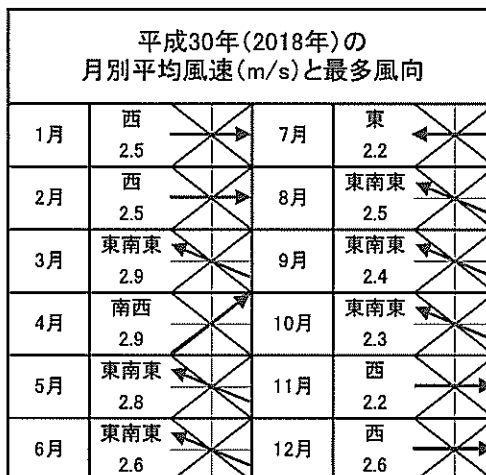 平成30年(2018年)の
月別平均風速(m/s)と最多風向
1月 西 2.5 7月 東 2.2
2月 西 2.5 8月 東南東 2.5
3月 東南東 2.9 9月 東南東 2.4
4月 南西 2.9 10月 東南東 2.3
5月 東南東 2.8 11月 西 2.2
6月 東南東 2.6 12月 西 2.6